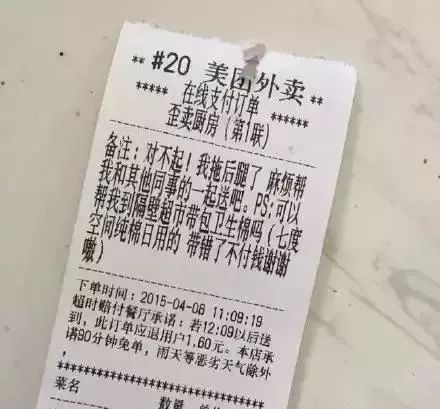 ** #20 美团外卖 **
***** 在线支付订单 ******
歪卖厨房（第1联）
备注：对不起！我拖后腿了 麻烦帮
我和其他同事的一起送吧。PS:可以
帮我到隔壁超市带包卫生棉吗（七度
空间纯棉日用的 带错了不付钱谢谢
嗷）
下单时间：2015-04-06 11:09:19
超时赔付餐厅承诺：若12:09以后送
到，此订单应退用户1.60元。本店承
诺90分钟免单，雨天等恶劣天气除外
，
******************************
菜名 数量